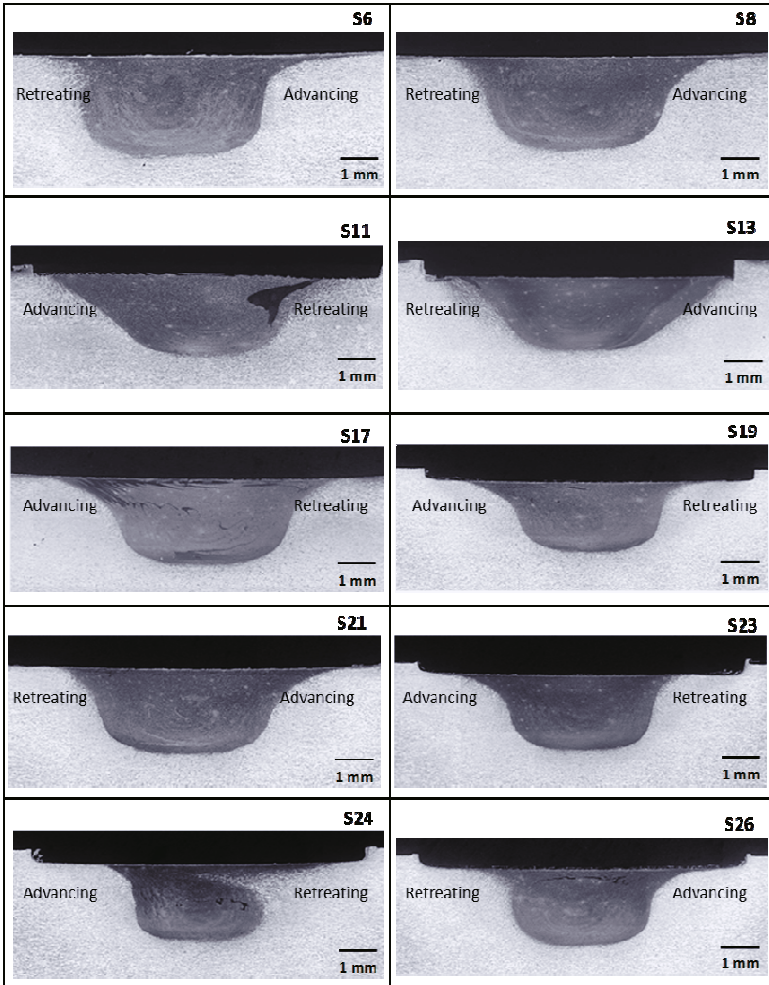 S6
Retreating Advancing
1 mm
S8
Retreating Advancing
1 mm
S11
Advancing Retreating
1 mm
S13
Retreating Advancing
1 mm
S17
Advancing Retreating
1 mm
S19
Advancing Retreating
1 mm
S21
Retreating Advancing
1 mm
S23
Advancing Retreating
1 mm
S24
Advancing Retreating
1 mm
S26
Retreating Advancing
1 mm